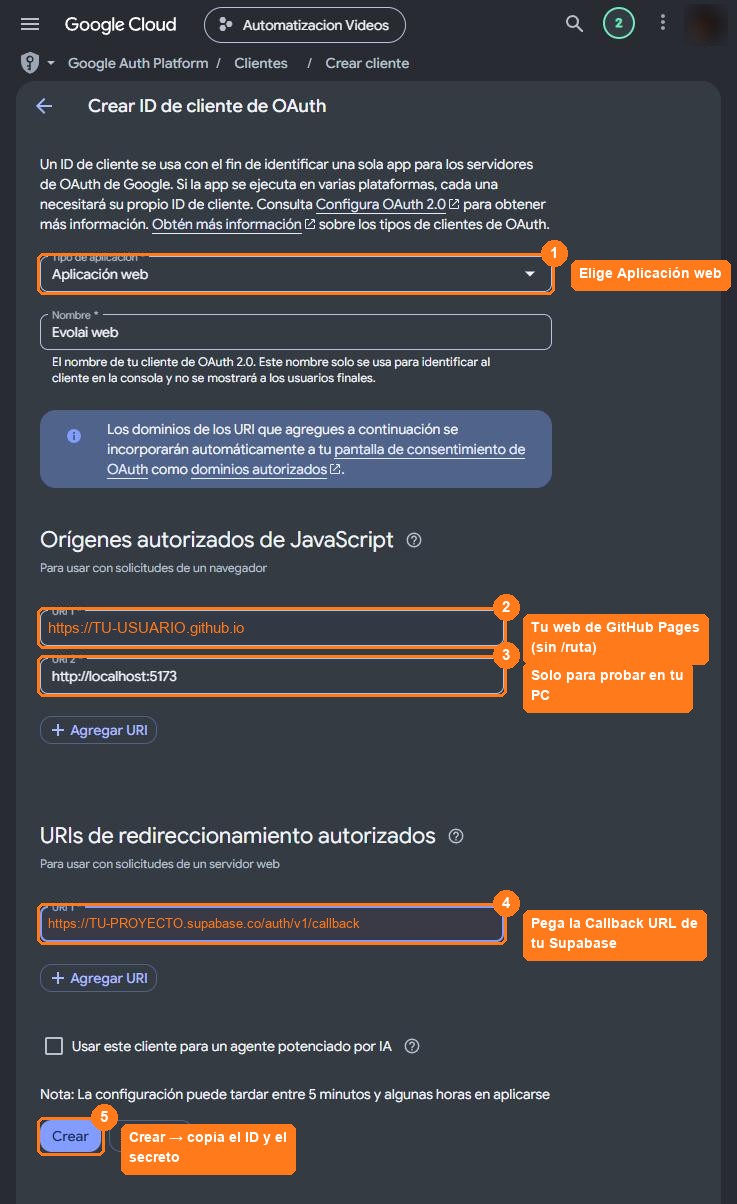 Google Cloud
Automatizacion Videos
2
Google Auth Platform / Clientes / Crear cliente
Crear ID de cliente de OAuth
Un ID de cliente se usa con el fin de identificar una sola app para los servidores
de OAuth de Google. Si la app se ejecuta en varias plataformas, cada una
necesitará su propio ID de cliente. Consulta Configura OAuth 2.0 para obtener
más información. Obtén más información sobre los tipos de clientes de OAuth.
1
Tipo de aplicación *
Aplicación web
Elige Aplicación web
Nombre *
Evolai web
El nombre de tu cliente de OAuth 2.0. Este nombre solo se usa para identificar al
cliente en la consola y no se mostrará a los usuarios finales.
Los dominios de los URI que agregues a continuación se
incorporarán automáticamente a tu pantalla de consentimiento de
OAuth como dominios autorizados.
Orígenes autorizados de JavaScript
Para usar con solicitudes de un navegador
2
URI 1 *
https://TU-USUARIO.github.io
Tu web de GitHub Pages
(sin /ruta)
3
URI 2 *
http://localhost:5173
Solo para probar en tu
PC
+ Agregar URI
URIs de redireccionamiento autorizados
Para usar con solicitudes de un servidor web
4
URI 1 *
https://TU-PROYECTO.supabase.co/auth/v1/callback
Pega la Callback URL de
tu Supabase
+ Agregar URI
Usar este cliente para un agente potenciado por IA
Nota: La configuración puede tardar entre 5 minutos y algunas horas en aplicarse
5
Crear
Crear → copia el ID y el
secreto